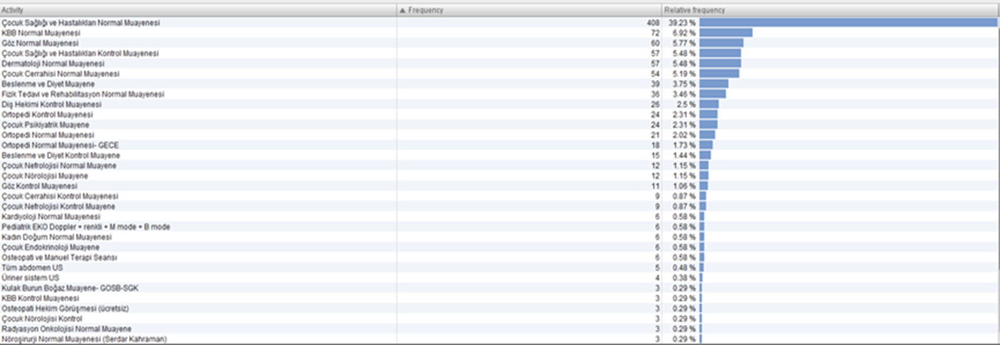 Activity ▲ Frequency Relative frequency
Çocuk Sağlığı ve Hastalıkları Normal Muayenesi 408 39.23 %
KBB Normal Muayenesi 72 6.92 %
Göz Normal Muayenesi 60 5.77 %
Çocuk Sağlığı ve Hastalıkları Kontrol Muayenesi 57 5.48 %
Dermatoloji Normal Muayenesi 57 5.48 %
Çocuk Cerrahisi Normal Muayenesi 54 5.19 %
Beslenme ve Diyet Muayene 39 3.75 %
Fizik Tedavi ve Rehabilitasyon Normal Muayenesi 36 3.46 %
Diş Hekimi Kontrol Muayenesi 26 2.5 %
Ortopedi Kontrol Muayenesi 24 2.31 %
Çocuk Psikiyatrik Muayene 24 2.31 %
Ortopedi Normal Muayenesi 21 2.02 %
Ortopedi Normal Muayenesi- GECE 18 1.73 %
Beslenme ve Diyet Kontrol Muayene 15 1.44 %
Çocuk Nefrolojisi Normal Muayene 12 1.15 %
Çocuk Nörolojisi Muayene 12 1.15 %
Göz Kontrol Muayenesi 11 1.06 %
Çocuk Cerrahisi Kontrol Muayenesi 9 0.87 %
Çocuk Nefrolojisi Kontrol Muayene 9 0.87 %
Kardiyoloji Normal Muayenesi 6 0.58 %
Pediatrik EKO Doppler + renkli + M mode + B mode 6 0.58 %
Kadın Doğum Normal Muayenesi 6 0.58 %
Çocuk Endokrinoloji Muayene 6 0.58 %
Osteopati ve Manuel Terapi Seansı 6 0.58 %
Tüm abdomen US 5 0.48 %
Üriner sistem US 4 0.38 %
Kulak Burun Boğaz Muayene- GOSB-SGK 3 0.29 %
KBB Kontrol Muayenesi 3 0.29 %
Osteopati Hekim Görüşmesi (ücretsiz) 3 0.29 %
Çocuk Nörolojisi Kontrol 3 0.29 %
Radyasyon Onkolojisi Normal Muayene 3 0.29 %
Nöroşirurji Normal Muayenesi (Serdar Kahraman) 3 0.29 %